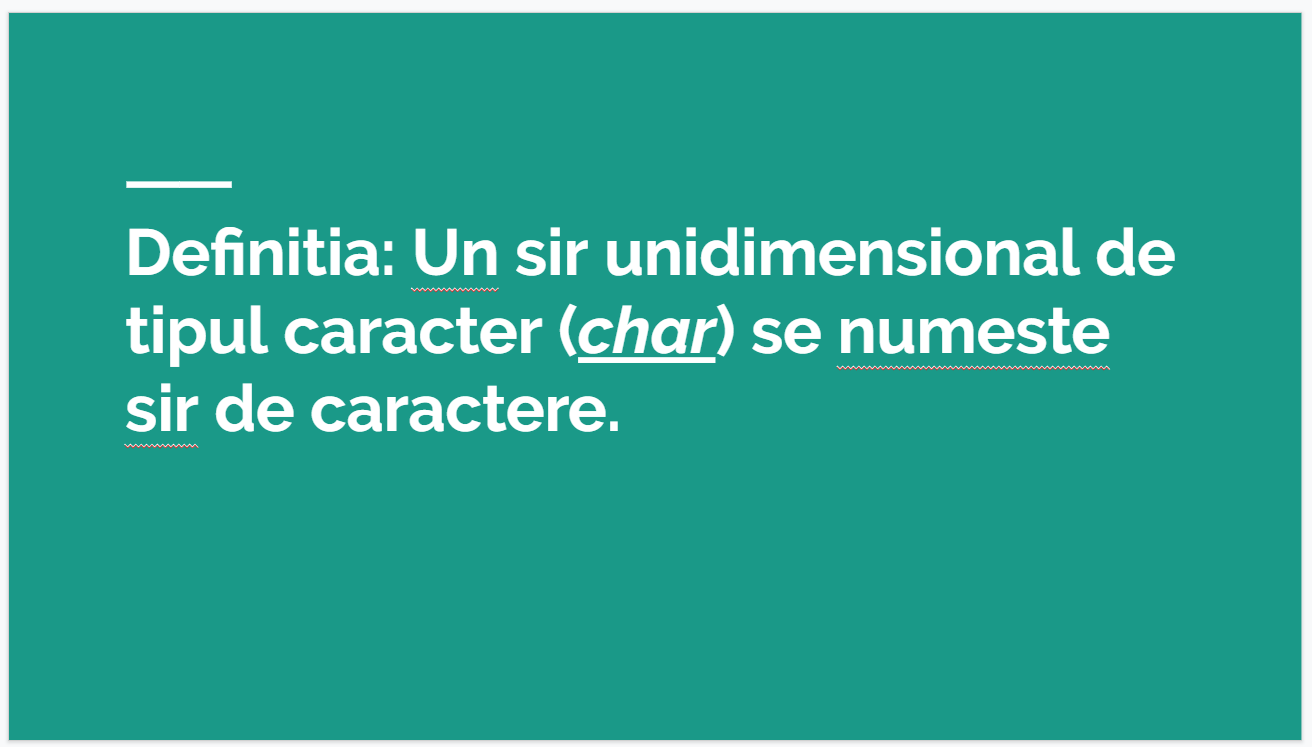 Definitia: Un sir unidimensional de
tipul caracter (char) se numeste
sir de caractere.